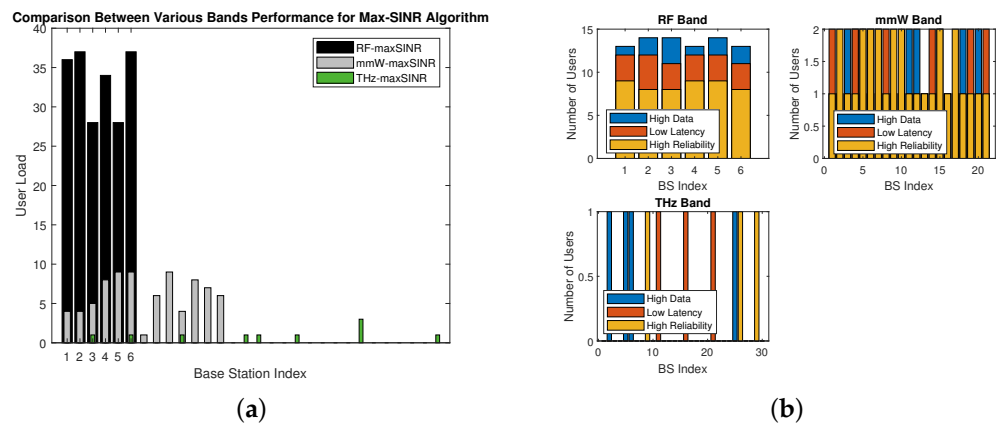 Comparison Between Various Bands Performance for Max-SINR Algorithm
40
35
30
25
20
15
10
5
0
User Load
RF-maxSINR
mmW-maxSINR
THz-maxSINR
1 2 3 4 5 6
Base Station Index
(a)
RF Band
15
10
5
0
Number of Users
High Data
Low Latency
High Reliability
1 2 3 4 5 6
BS Index
mmW Band
2
1.5
1
0.5
0
Number of Users
High Data
Low Latency
High Reliability
0 5 10 15 20
BS Index
THz Band
1
0.5
0
Number of Users
High Data
Low Latency
High Reliability
0 10 20 30
BS Index
(b)